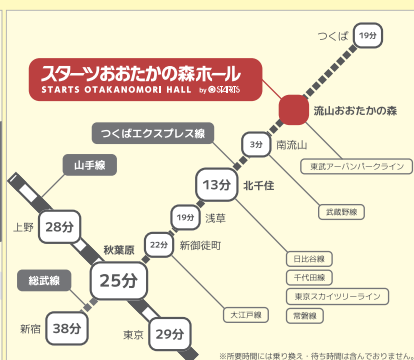 つくば
19分
スターツおおたかの森ホール
STARTS OTAKANOMORI HALL by STARTS
流山おおたかの森
つくばエクスプレス線
3分
南流山
東武アーバンパークライン
山手線
13分
北千住
武蔵野線
19分
浅草
上野
28分
秋葉原
22分
新御徒町
日比谷線
総武線
25分
千代田線
東京スカイツリーライン
大江戸線
常磐線
新宿
38分
東京
29分
※所要時間には乗り換え・待ち時間は含んでおりません。